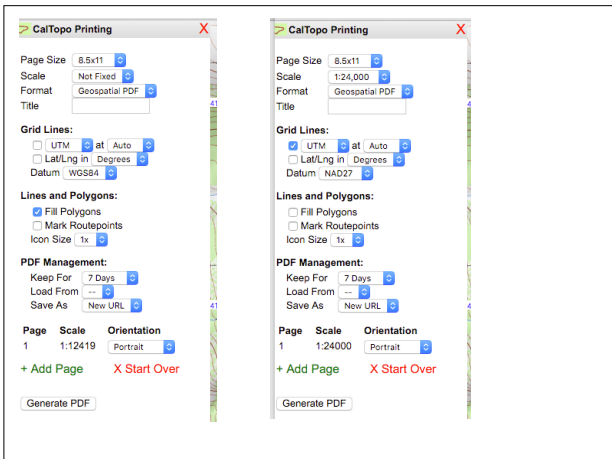 CalTopo Printing X
Page Size 8.5x11
Scale Not Fixed
Format Geospatial PDF
Title
Grid Lines:
UTM at Auto
Lat/Lng in Degrees
Datum WGS84
Lines and Polygons:
Fill Polygons
Mark Routepoints
Icon Size 1x
PDF Management:
Keep For 7 Days
Load From --
Save As New URL
Page Scale Orientation
1 1:12419 Portrait
+ Add Page X Start Over
Generate PDF
CalTopo Printing X
Page Size 8.5x11
Scale 1:24,000
Format Geospatial PDF
Title
Grid Lines:
UTM at Auto
Lat/Lng in Degrees
Datum NAD27
Lines and Polygons:
Fill Polygons
Mark Routepoints
Icon Size 1x
PDF Management:
Keep For 7 Days
Load From --
Save As New URL
Page Scale Orientation
1 1:24000 Portrait
+ Add Page X Start Over
Generate PDF